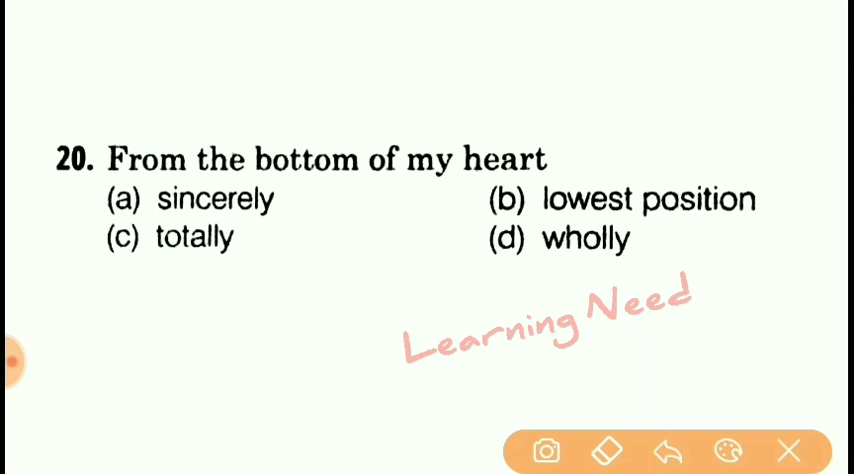 20. From the bottom of my heart
(a) sincerely (b) lowest position
(c) totally (d) wholly
Learning Need